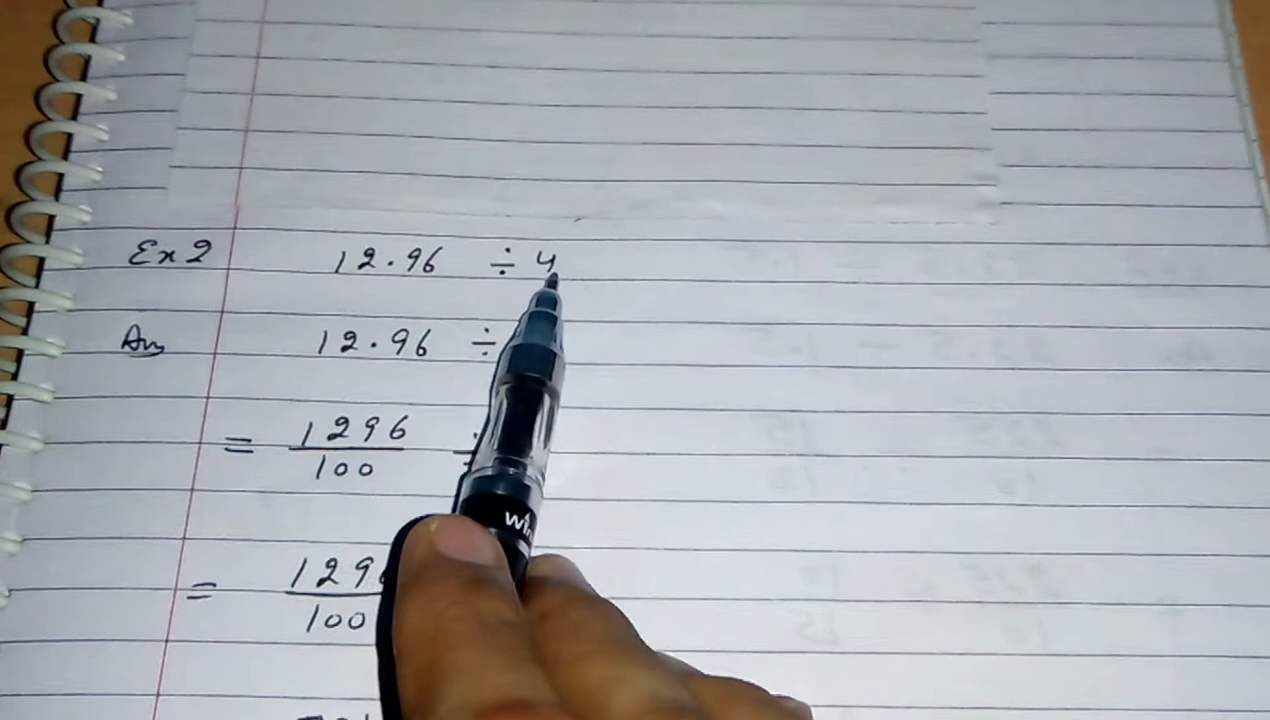 Ex 2 12.96 ÷ 4
Ans 12.96 ÷
= 1296
100
= 129
100